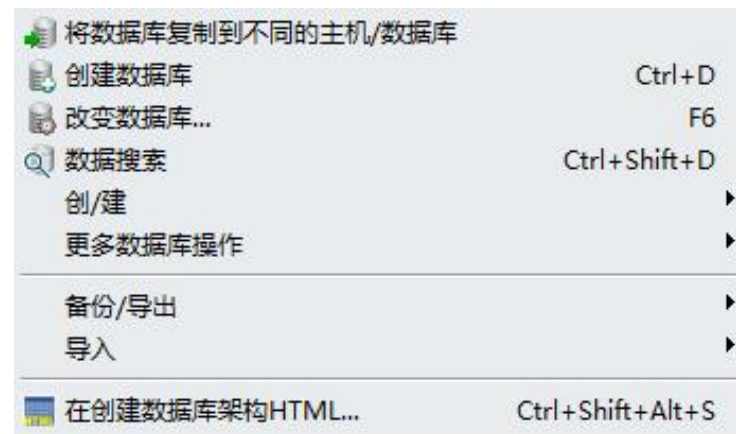 将数据库复制到不同的主机/数据库
创建数据库 Ctrl+D
改变数据库... F6
数据搜索 Ctrl+Shift+D
创/建
更多数据库操作
备份/导出
导入
在创建数据库架构HTML... Ctrl+Shift+Alt+S